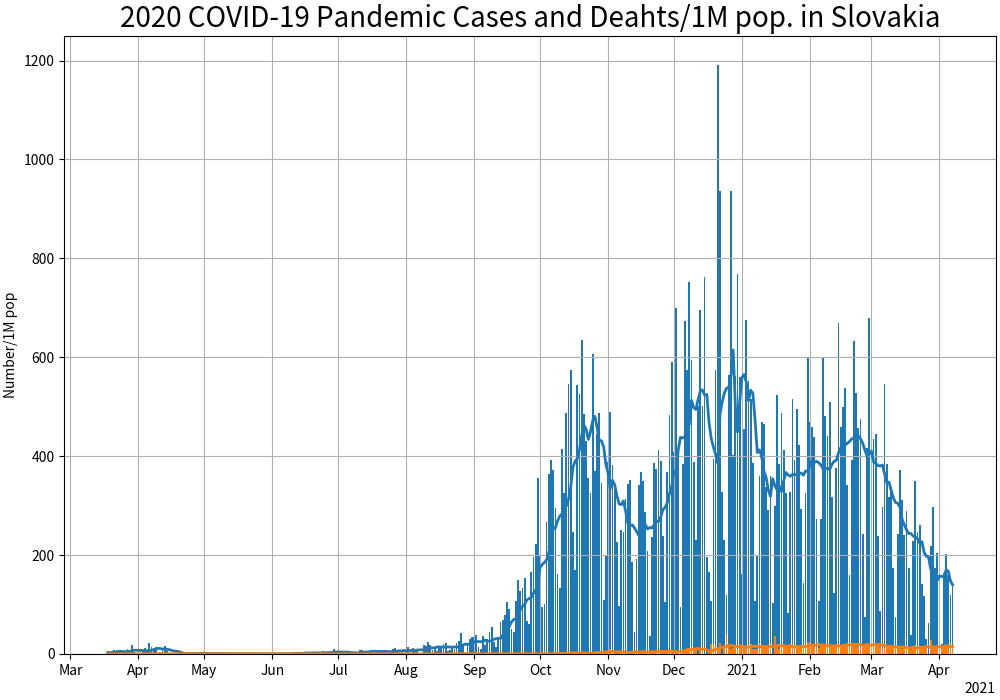 2020 COVID-19 Pandemic Cases and Deahts/1M pop. in Slovakia
Number/1M pop
1200
1000
800
600
400
200
0
Mar Apr May Jun Jul Aug Sep Oct Nov Dec 2021 Feb Mar Apr
2021